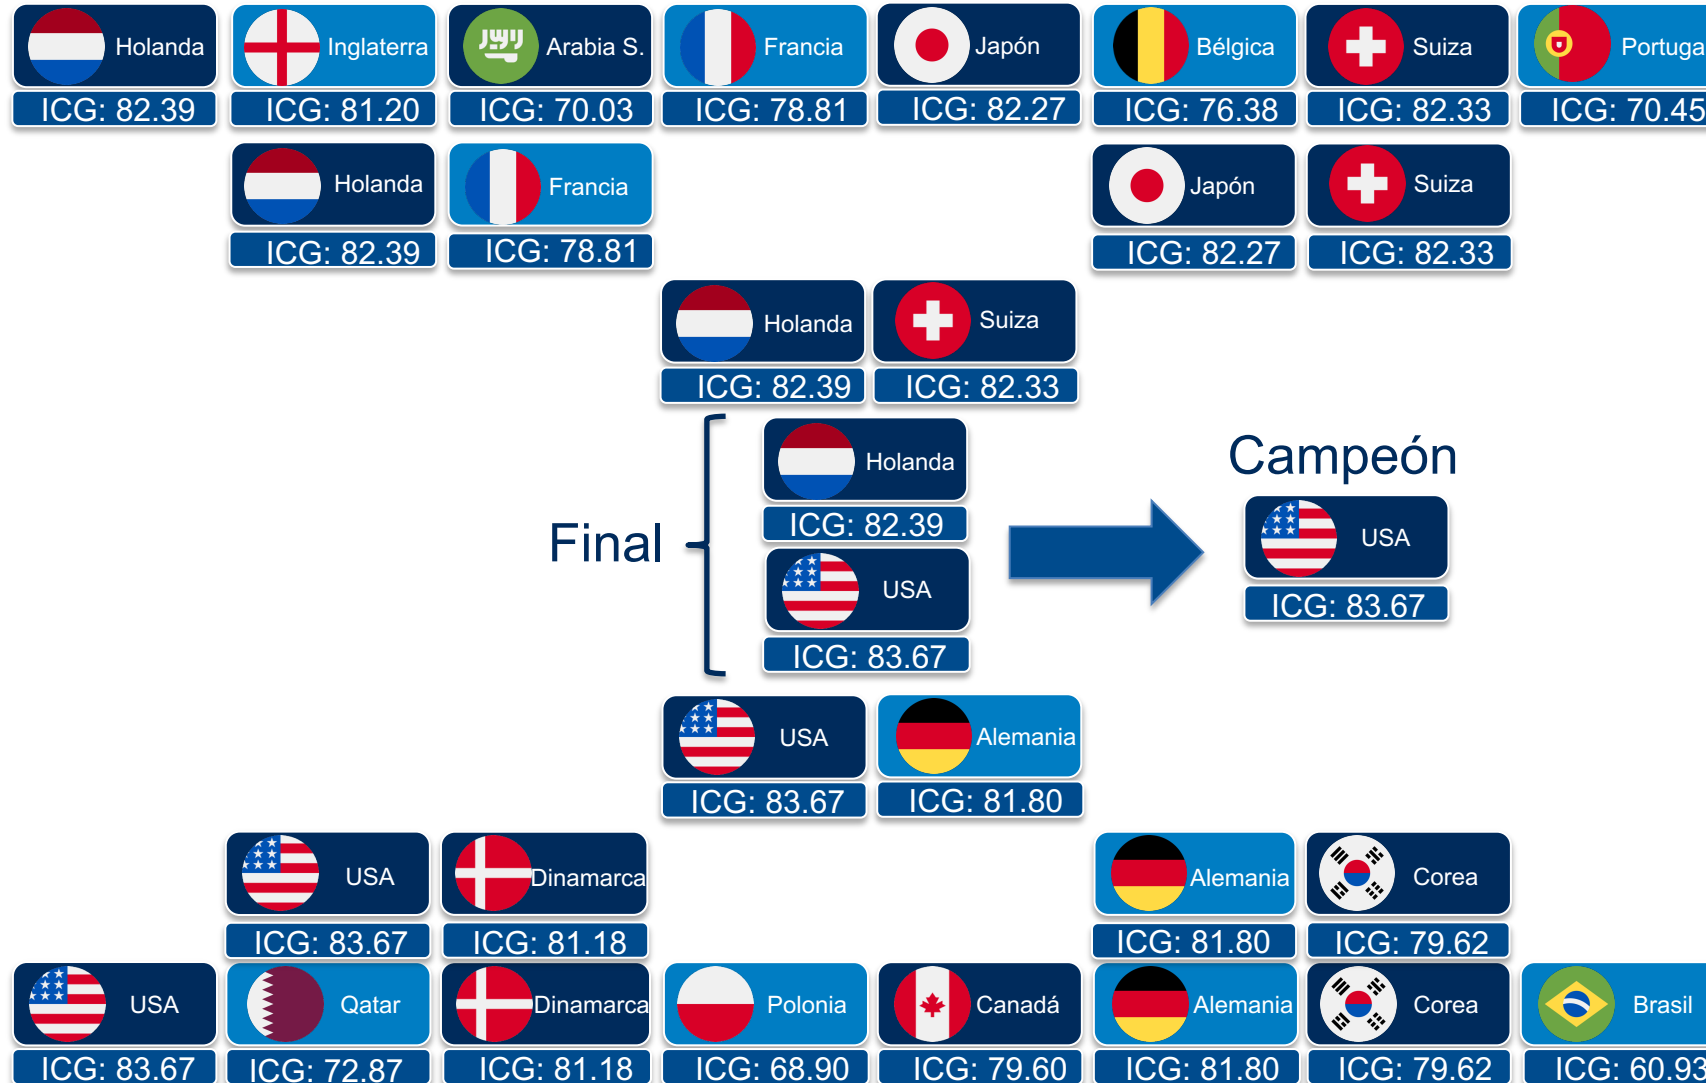 Holanda
Inglaterra
Arabia S.
Francia
Japón
Bélgica
Suiza
Portuga
ICG: 82.39
ICG: 81.20
ICG: 70.03
ICG: 78.81
ICG: 82.27
ICG: 76.38
ICG: 82.33
ICG: 70.45
Holanda
Francia
Japón
Suiza
ICG: 82.39
ICG: 78.81
ICG: 82.27
ICG: 82.33
Holanda
Suiza
ICG: 82.39
ICG: 82.33
Final
Holanda
ICG: 82.39
USA
ICG: 83.67
Campeón
USA
ICG: 83.67
USA
Alemania
ICG: 83.67
ICG: 81.80
USA
Dinamarca
Alemania
Corea
ICG: 83.67
ICG: 81.18
ICG: 81.80
ICG: 79.62
USA
Qatar
Dinamarca
Polonia
Canadá
Alemania
Corea
Brasil
ICG: 83.67
ICG: 72.87
ICG: 81.18
ICG: 68.90
ICG: 79.60
ICG: 81.80
ICG: 79.62
ICG: 60.93